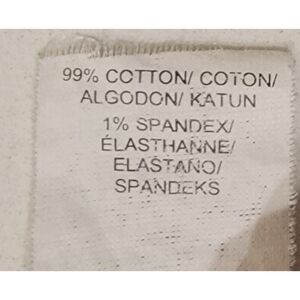 99% COTTON/ COTON/
ALGODON/ KATUN
1% SPANDEX/
ÉLASTHANNE/
ELASTANO/
SPANDEKS